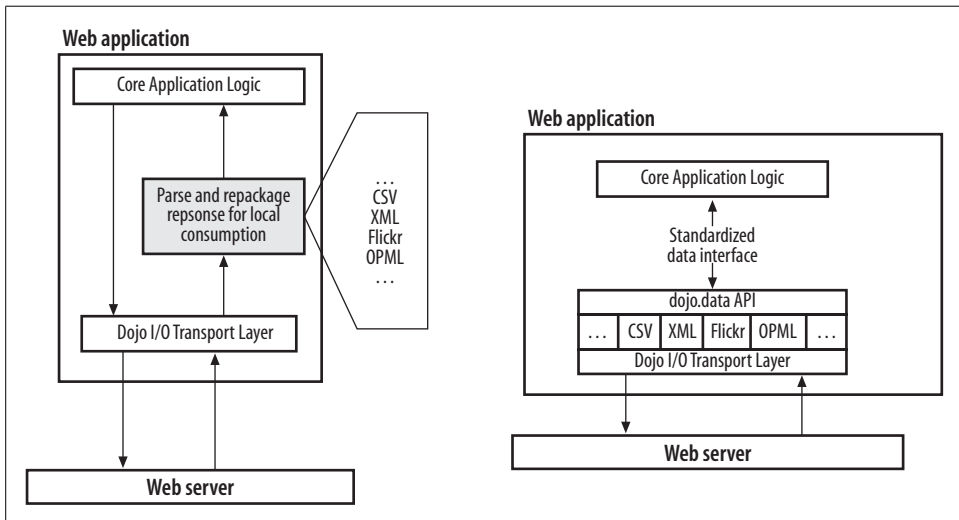 Web application
Core Application Logic
Parse and repackage
repsonse for local
consumption
...
CSV
XML
Flickr
OPML
...
Dojo I/O Transport Layer
Web server
Web application
Core Application Logic
Standardized
data interface
dojo.data API
... CSV XML Flickr OPML ...
Dojo I/O Transport Layer
Web server